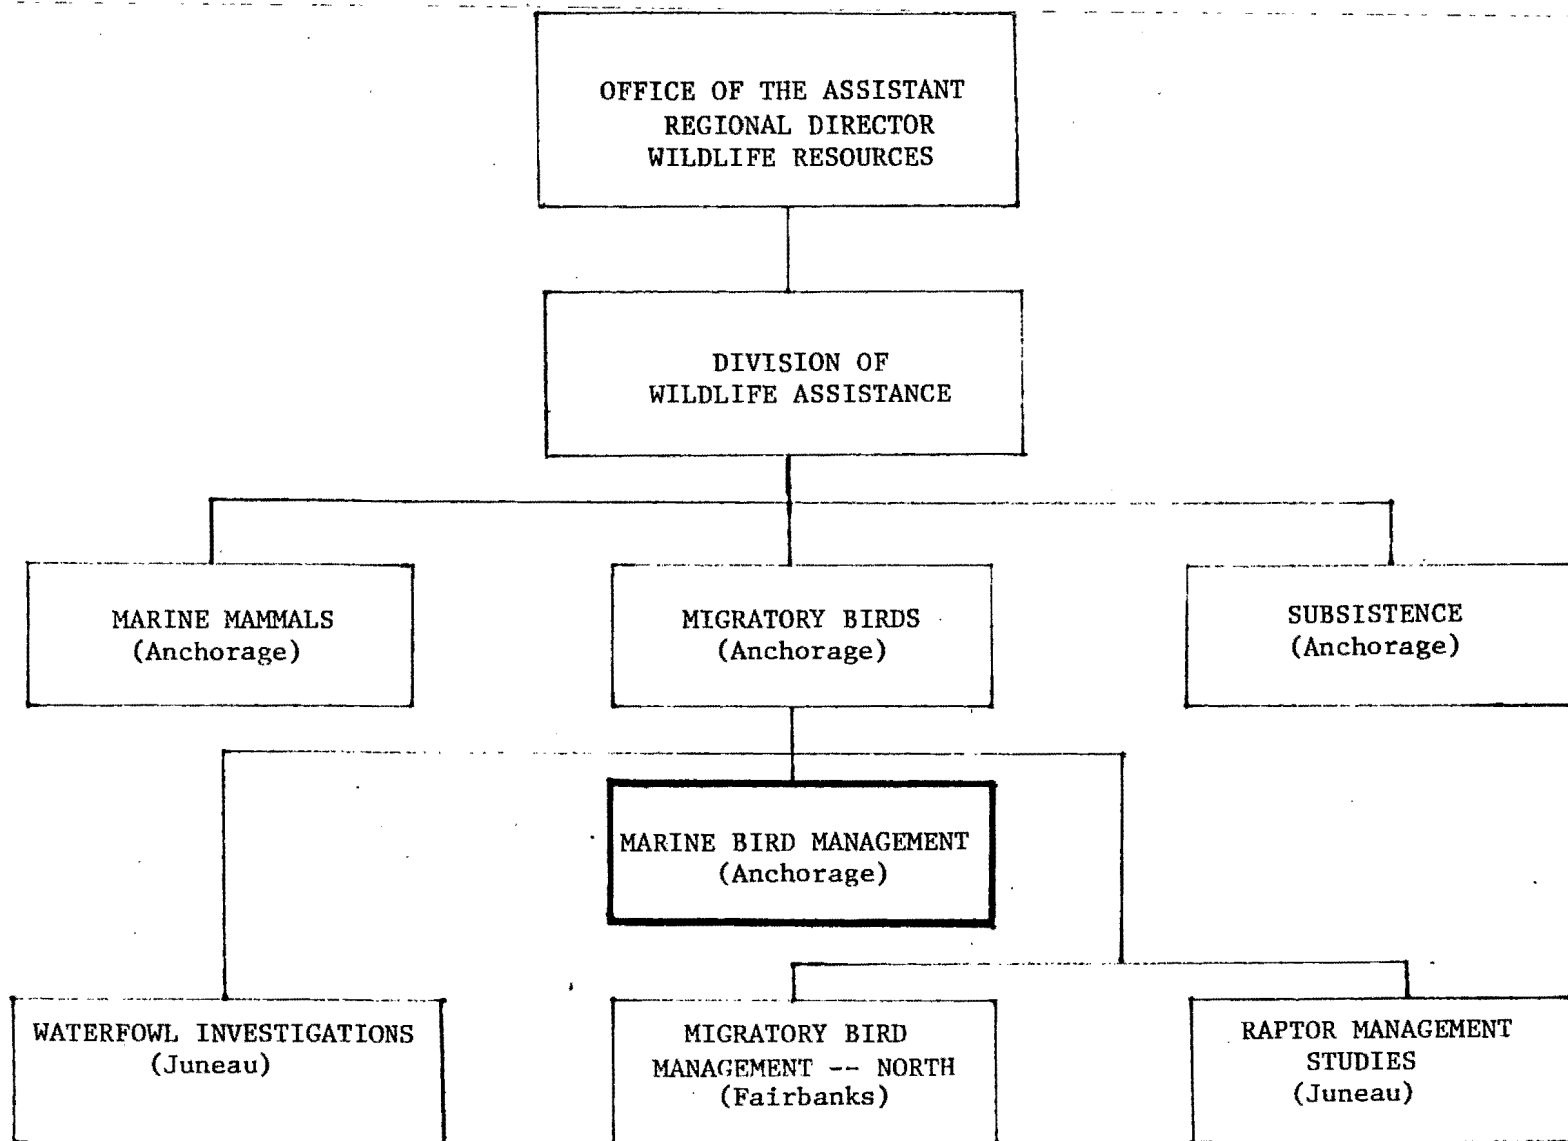 OFFICE OF THE ASSISTANT
REGIONAL DIRECTOR
WILDLIFE RESOURCES
DIVISION OF
WILDLIFE ASSISTANCE
MARINE MAMMALS
(Anchorage)
MIGRATORY BIRDS
(Anchorage)
SUBSISTENCE
(Anchorage)
MARINE BIRD MANAGEMENT
(Anchorage)
WATERFOWL INVESTIGATIONS
(Juneau)
MIGRATORY BIRD
MANAGEMENT -- NORTH
(Fairbanks)
RAPTOR MANAGEMENT
STUDIES
(Juneau)